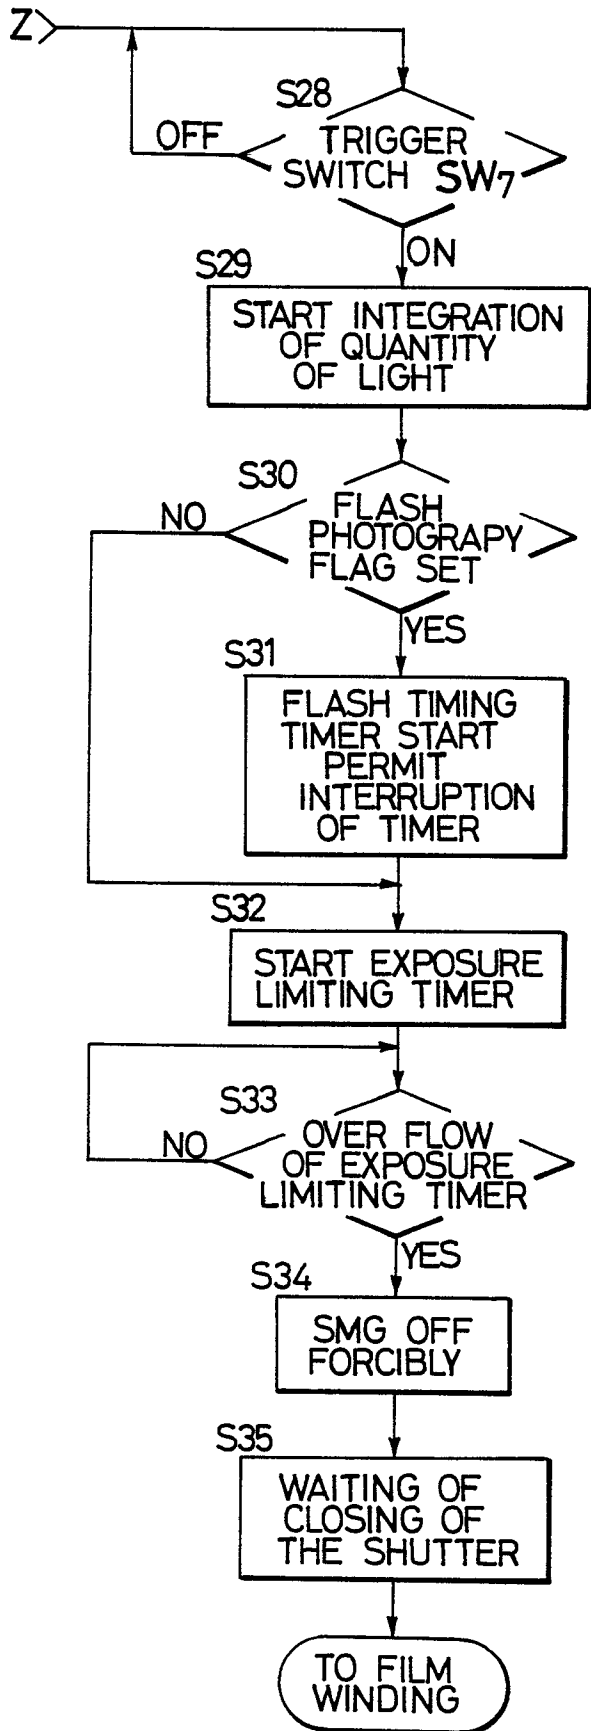 Z
S28
OFF
TRIGGER
SWITCH SW7
ON
S29
START INTEGRATION
OF QUANTITY
OF LIGHT
S30
NO
FLASH
PHOTOGRAPY
FLAG SET
YES
S31
FLASH TIMING
TIMER START
PERMIT
INTERRUPTION
OF TIMER
S32
START EXPOSURE
LIMITING TIMER
S33
NO
OVER FLOW
OF EXPOSURE
LIMITING TIMER
YES
S34
SMG OFF
FORCIBLY
S35
WAITING OF
CLOSING OF
THE SHUTTER
TO FILM
WINDING